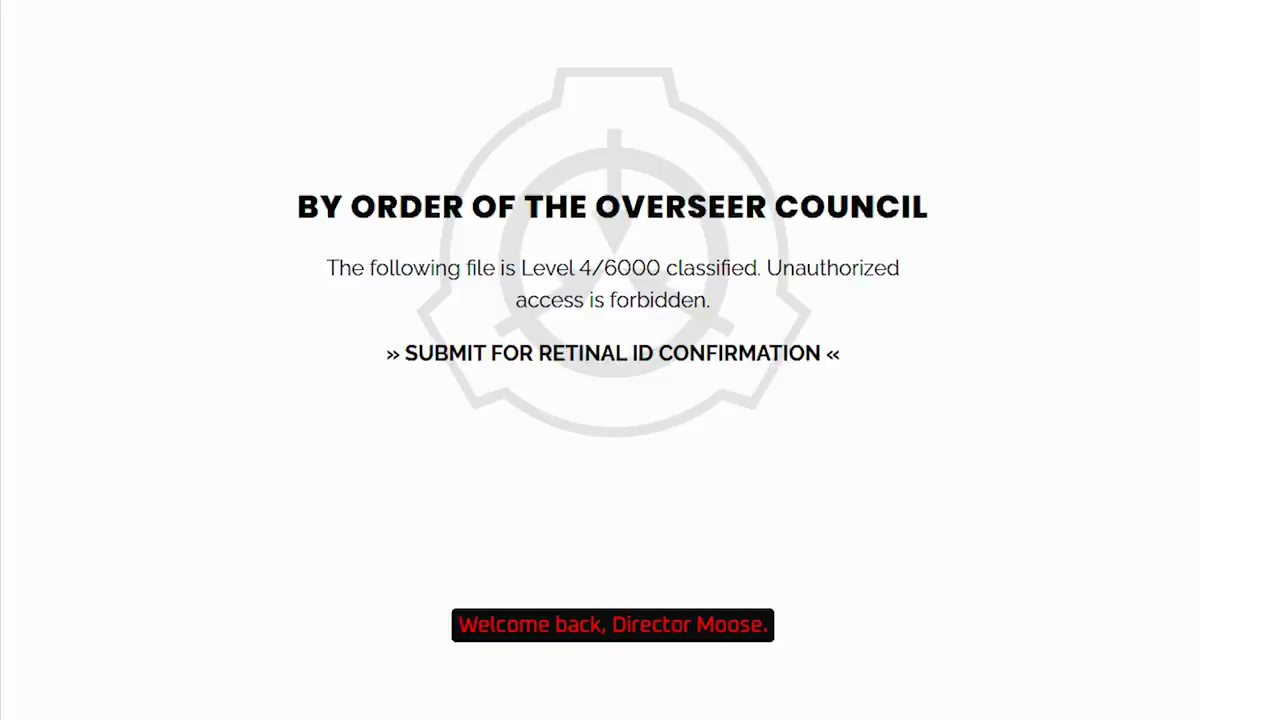 BY ORDER OF THE OVERSEER COUNCIL
The following file is Level 4/6000 classified. Unauthorized
access is forbidden.
» SUBMIT FOR RETINAL ID CONFIRMATION «
Welcome back, Director Moose.